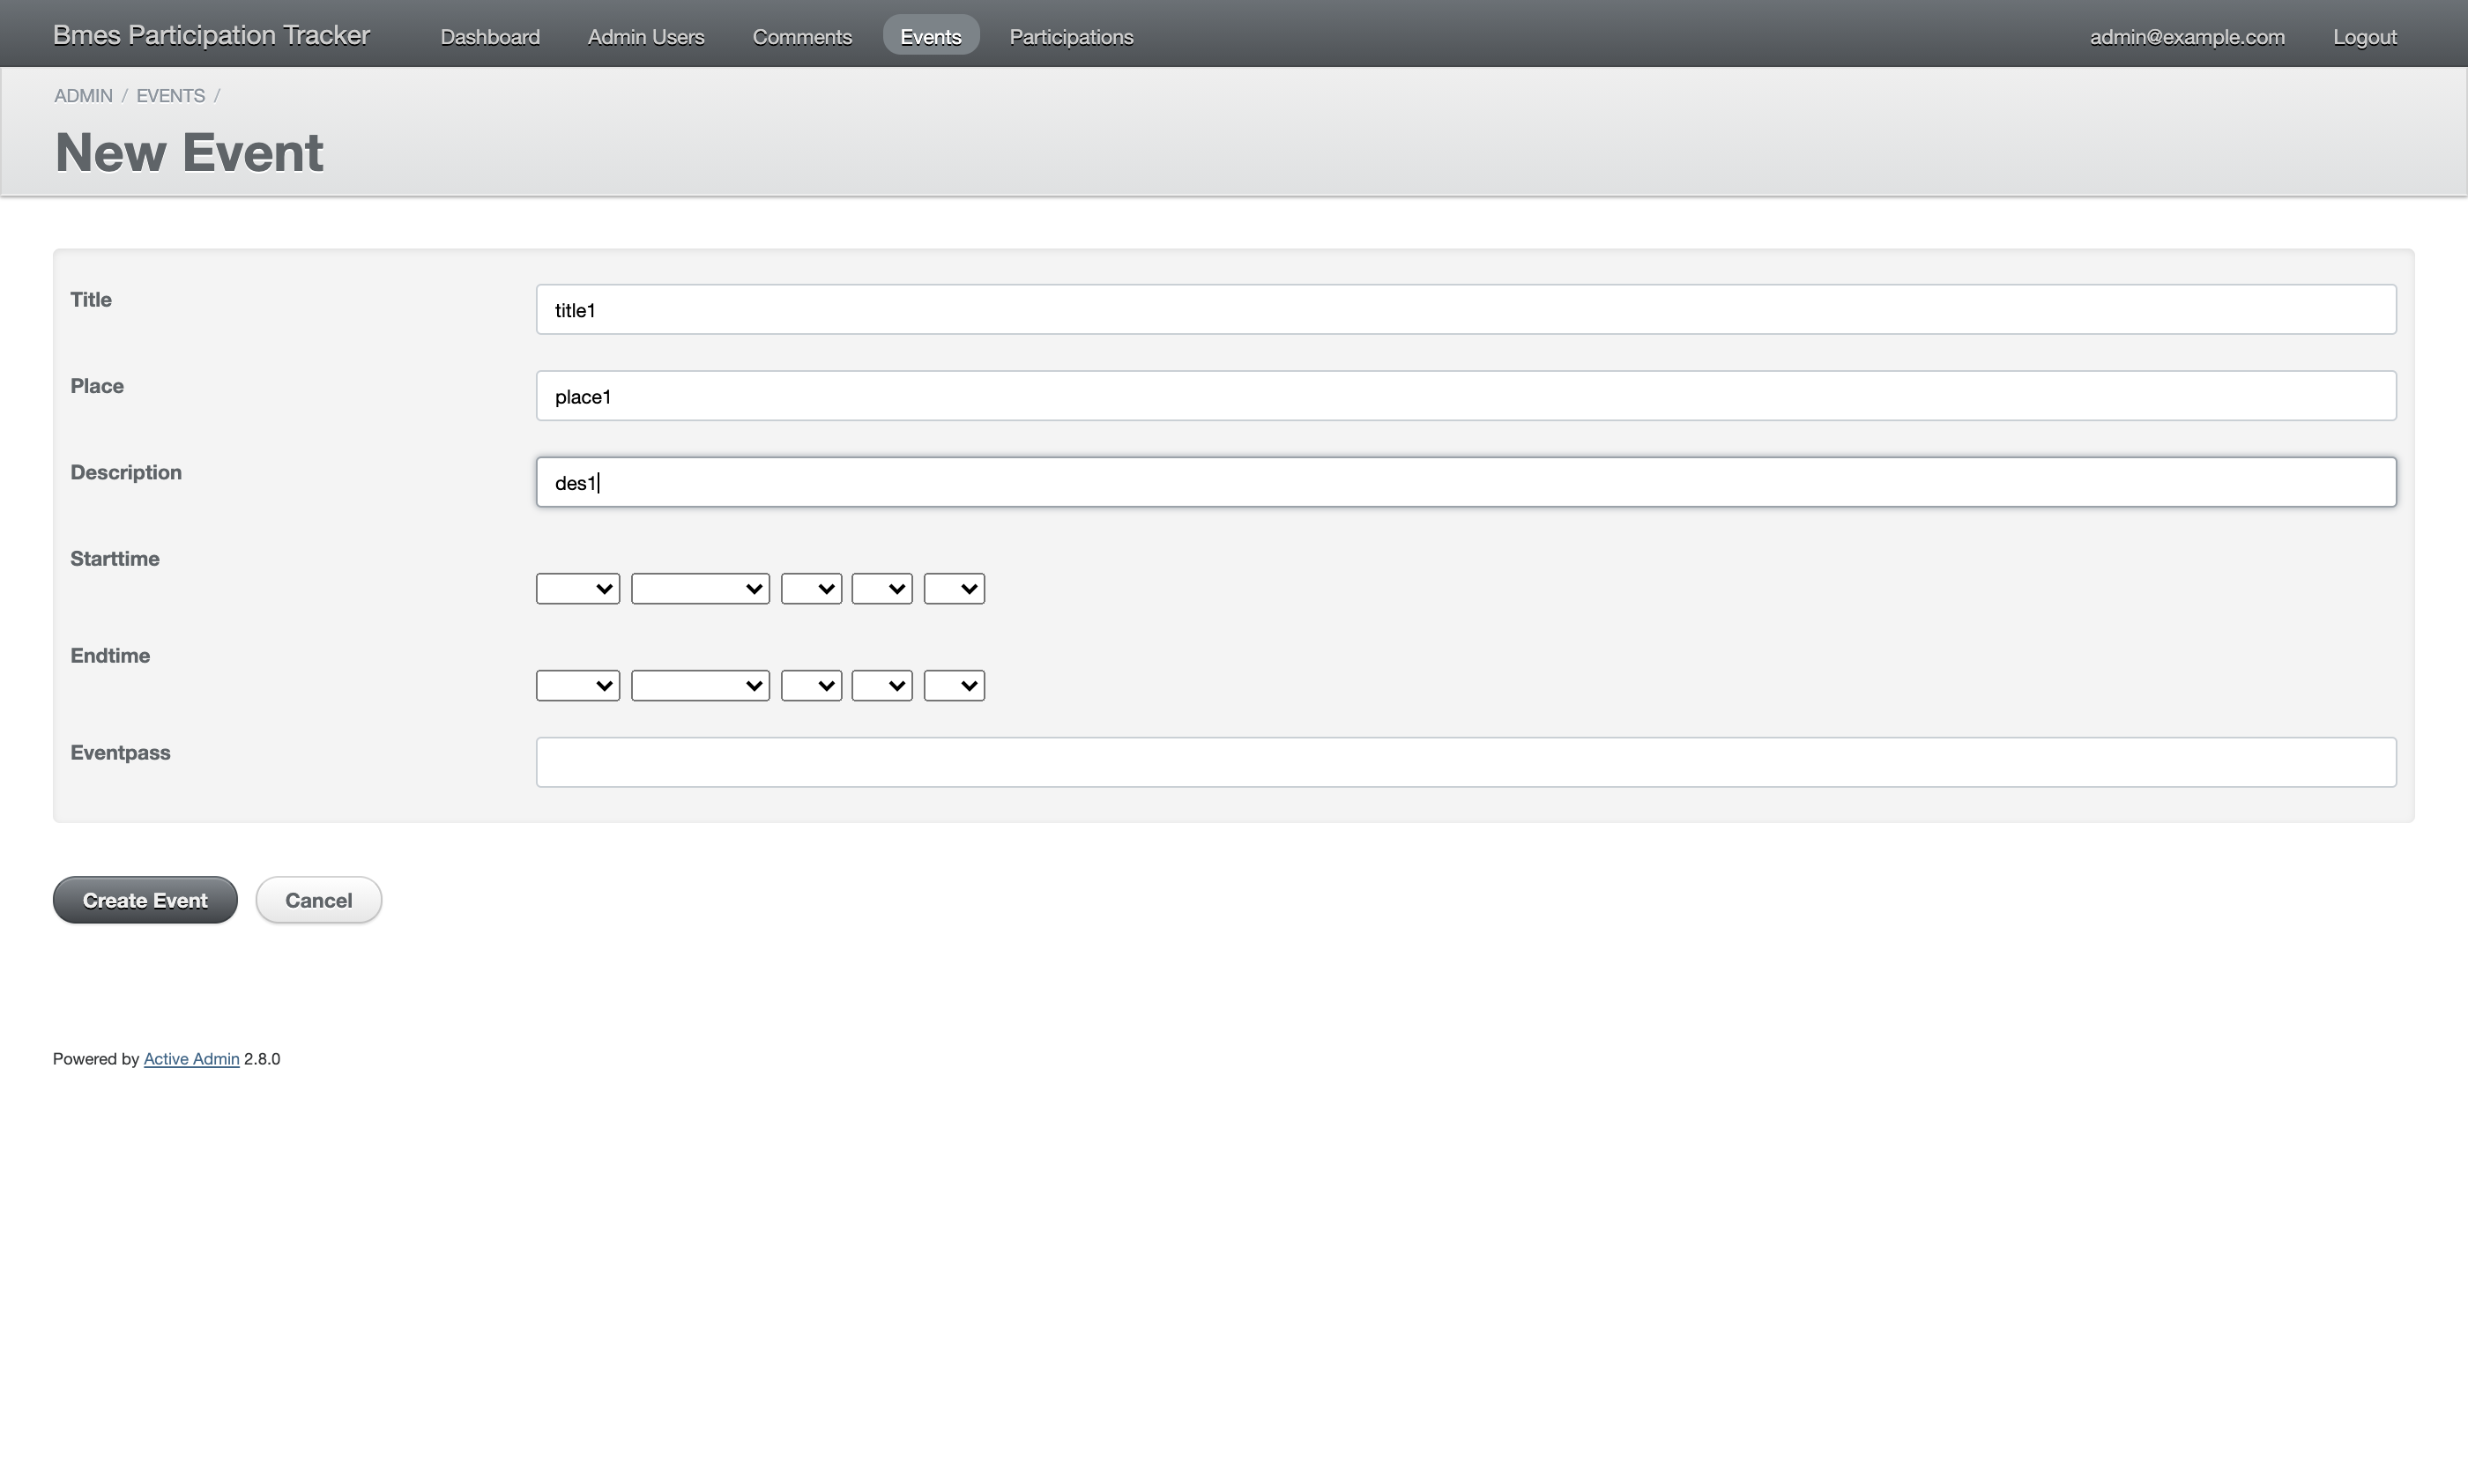 Bmes Participation Tracker Dashboard Admin Users Comments Events Participations admin@example.com Logout
ADMIN / EVENTS /
New Event
Title title1
Place place1
Description des1
Starttime
Endtime
Eventpass
Create Event Cancel
Powered by Active Admin 2.8.0